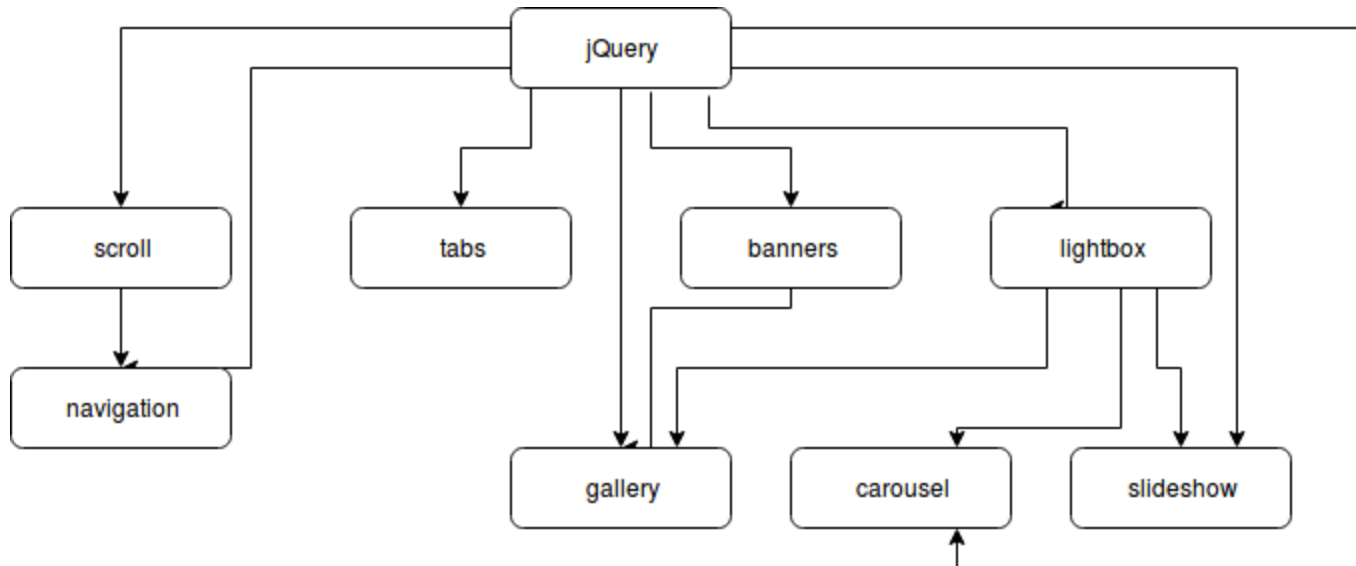 jQuery
scroll
tabs
banners
lightbox
navigation
gallery
carousel
slideshow